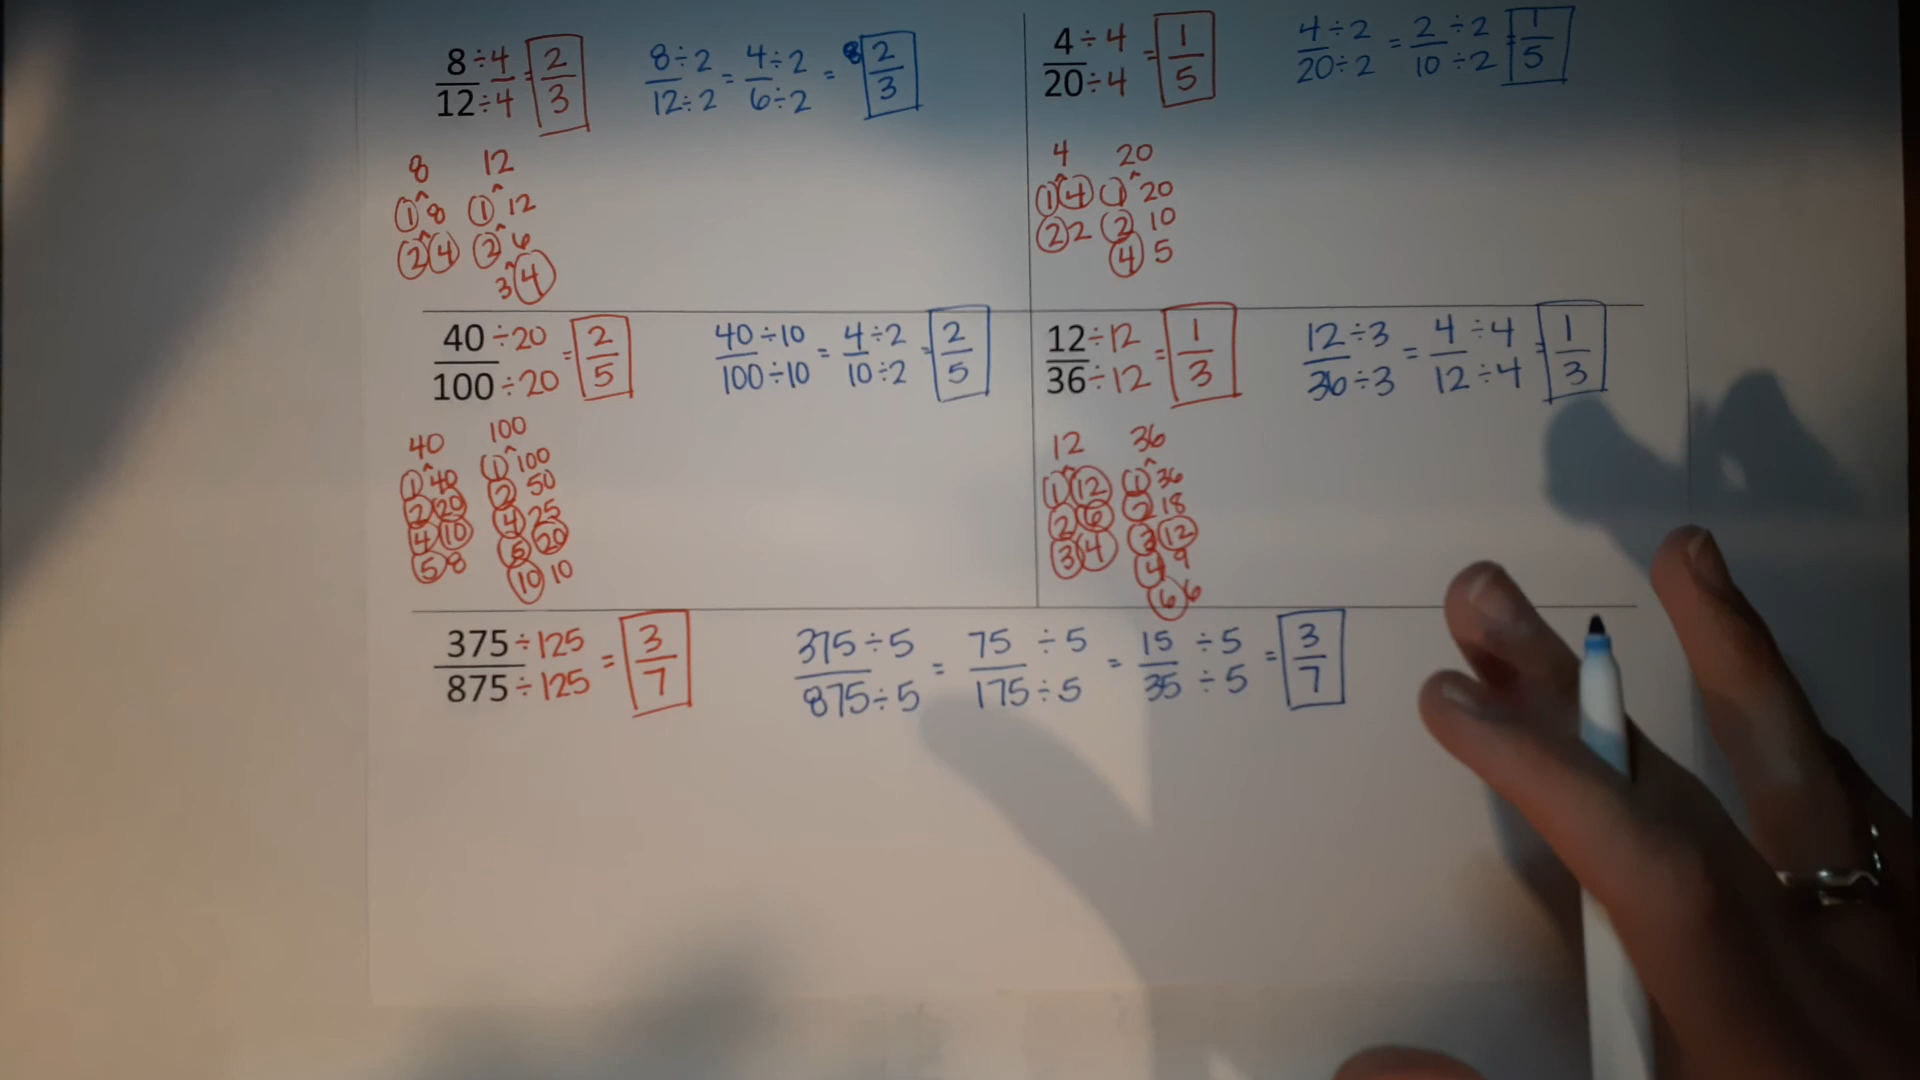 8 ÷ 4 / 12 ÷ 4 = 2/3
8 ÷ 2 / 12 ÷ 2 = 4 ÷ 2 / 6 ÷ 2 = 2/3
8 12
1 8 1 12
2 4 2 6
3 4
4 ÷ 4 / 20 ÷ 4 = 1/5
4 ÷ 2 / 20 ÷ 2 = 2 ÷ 2 / 10 ÷ 2 = 1/5
4 20
1 4 1 20
2 2 2 10
4 5
40 ÷ 20 / 100 ÷ 20 = 2/5
40 ÷ 10 / 100 ÷ 10 = 4 ÷ 2 / 10 ÷ 2 = 2/5
40 100
1 40 1 100
2 20 2 50
4 10 4 25
5 8 5 20
10 10
12 ÷ 12 / 36 ÷ 12 = 1/3
12 ÷ 3 / 36 ÷ 3 = 4 ÷ 4 / 12 ÷ 4 = 1/3
12 36
1 12 1 36
2 6 2 18
3 4 3 12
4 9
6 6
375 ÷ 125 / 875 ÷ 125 = 3/7
375 ÷ 5 / 875 ÷ 5 = 75 ÷ 5 / 175 ÷ 5 = 15 ÷ 5 / 35 ÷ 5 = 3/7